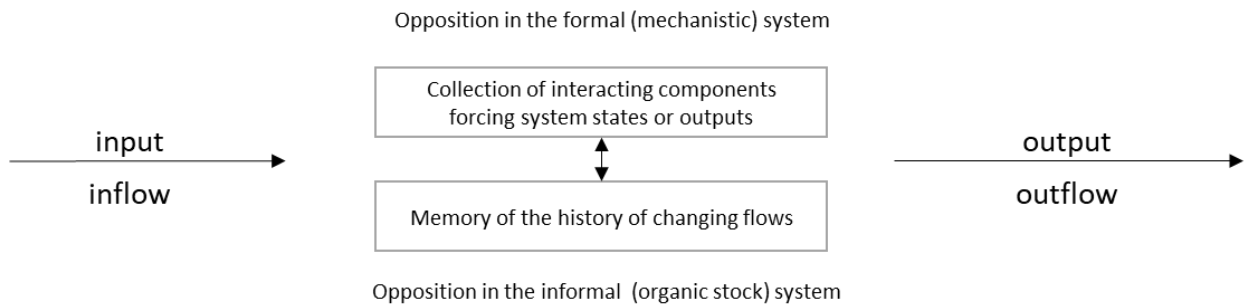 Opposition in the formal (mechanistic) system
Collection of interacting components
forcing system states or outputs
input
inflow
output
outflow
Memory of the history of changing flows
Opposition in the informal (organic stock) system